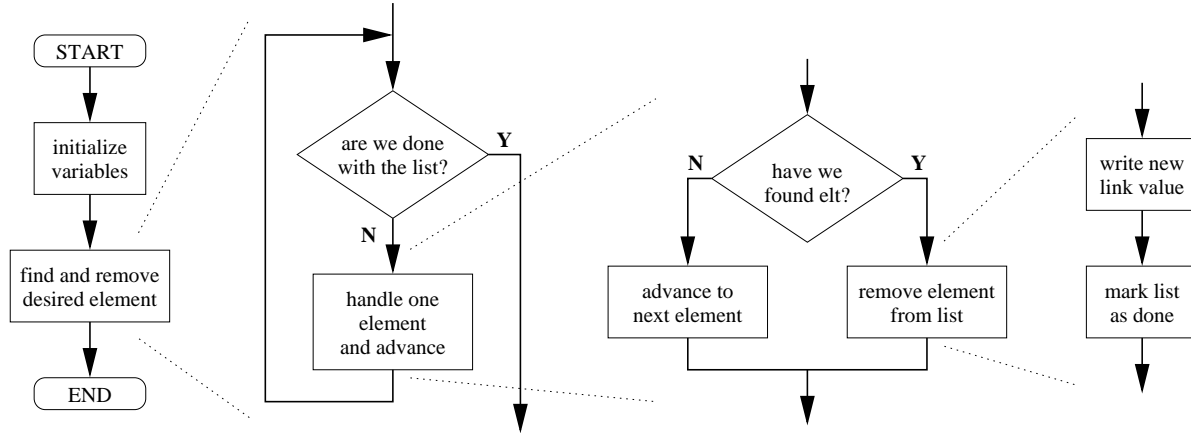 START
initialize
variables
find and remove
desired element
END
are we done
with the list?
Y
N
handle one
element
and advance
have we
found elt?
N
Y
advance to
next element
remove element
from list
write new
link value
mark list
as done